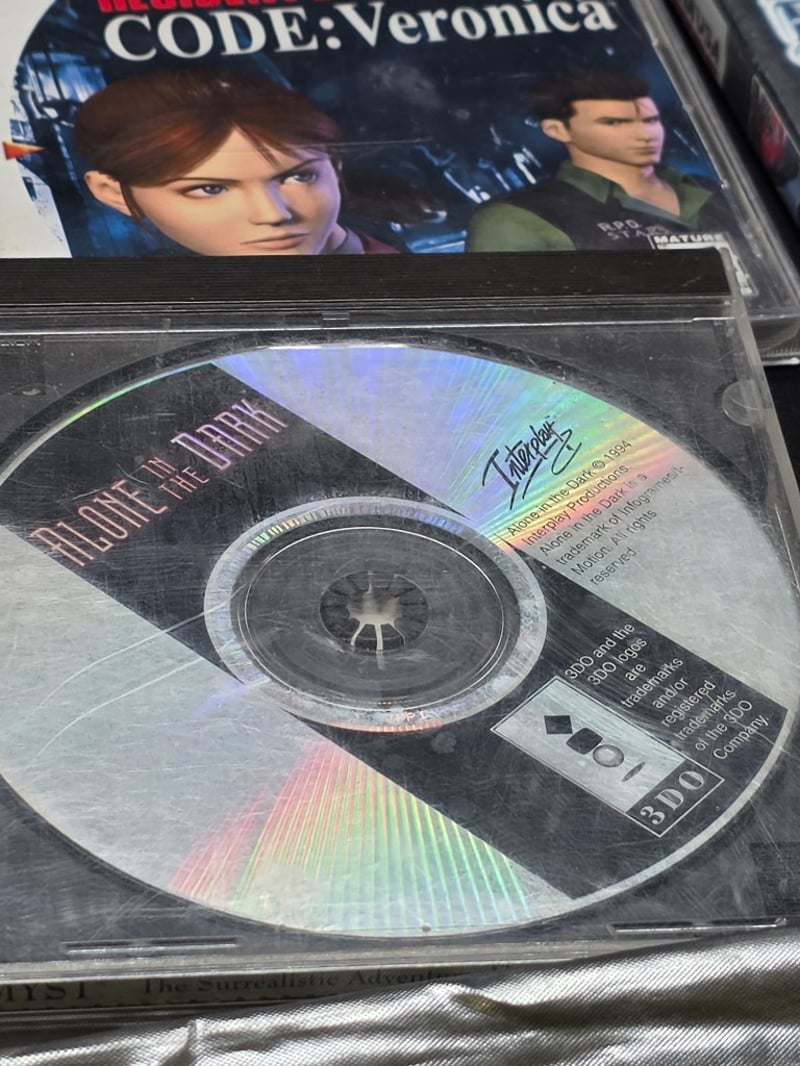 CODE:Veronica
R.P.D.
MATURE
ALONE
IN
THE
DARK
Interplay
Alone in the Dark © 1994
Interplay Productions.
Alone in the Dark is a
trademark of Infogrames/I-
Motion. All rights
reserved.
3DO and the
3DO logos
are
trademarks
and/or
registered
trademarks
of the 3DO
Company.
3DO
MYST
The Surrealistic